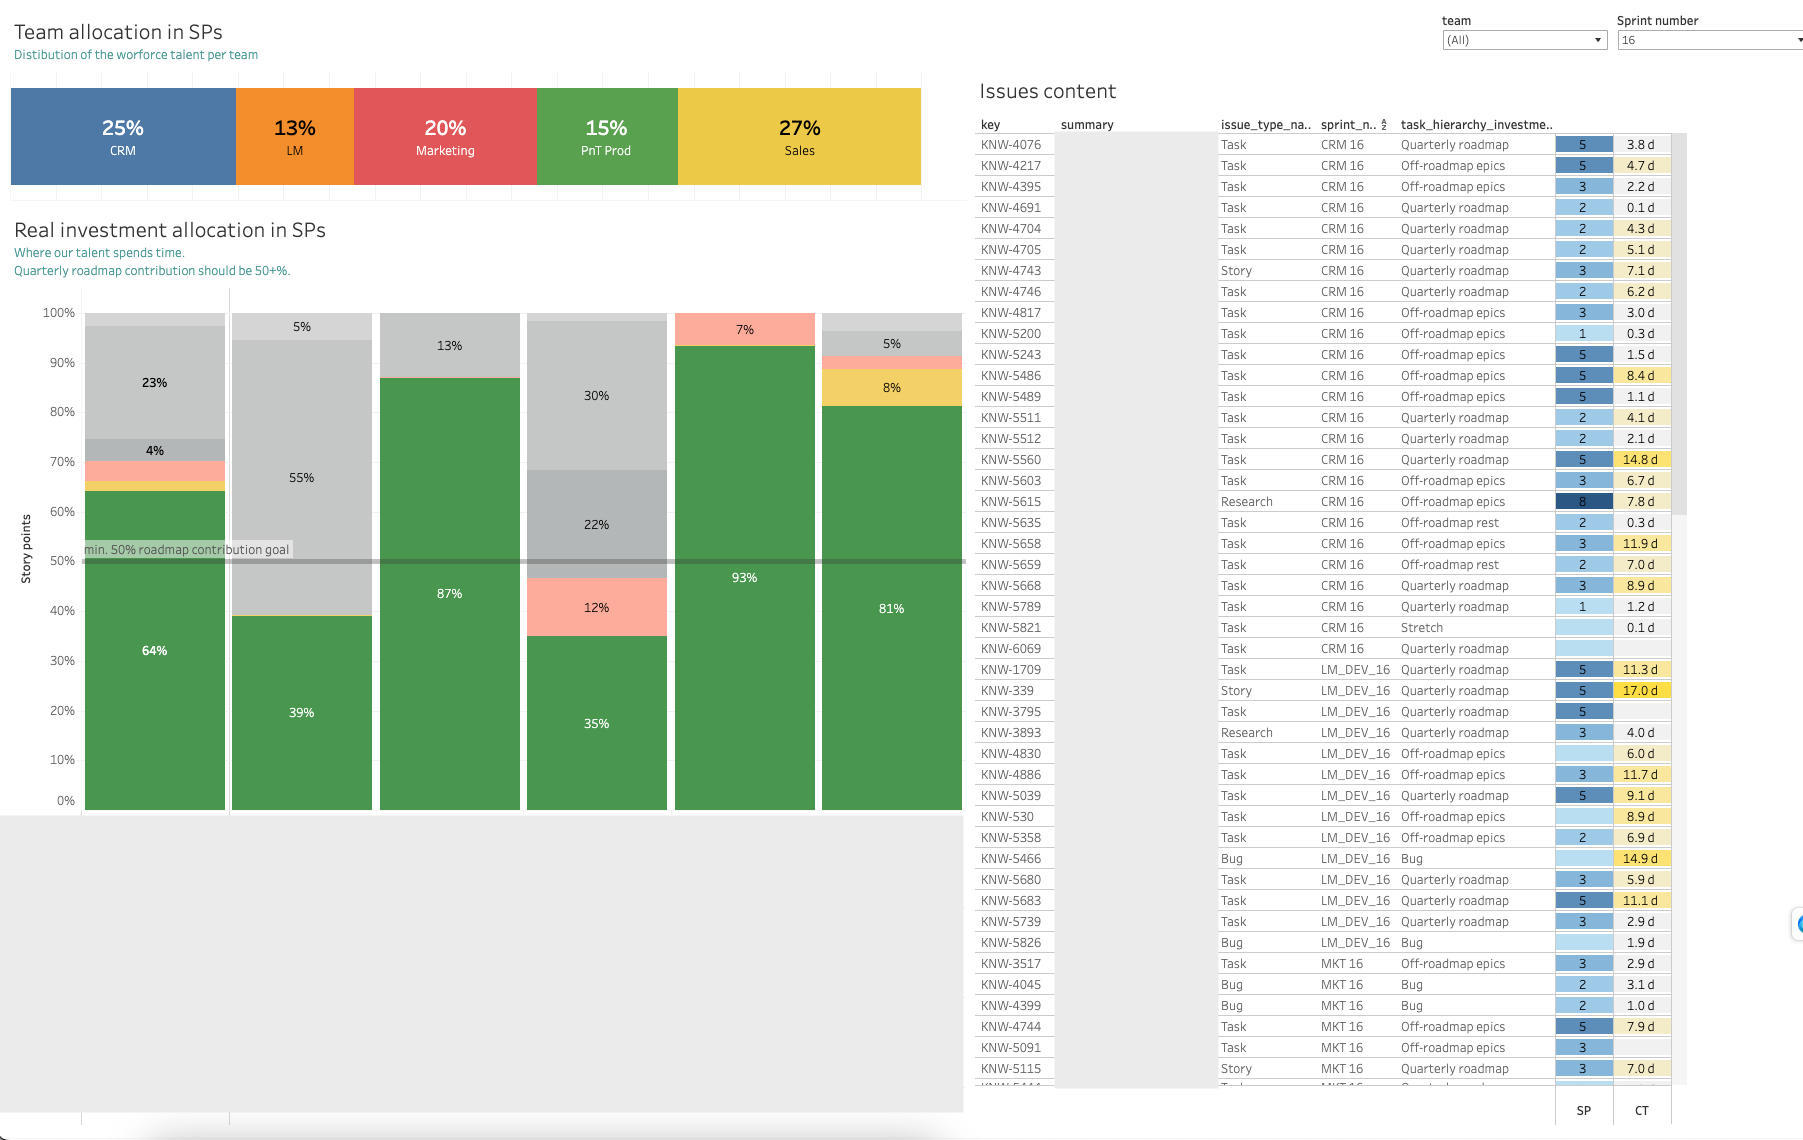 Team allocation in SPs
Distibution of the worforce talent per team
team
Sprint number
(All)
16
25%
CRM
13%
LM
20%
Marketing
15%
PnT Prod
27%
Sales
Real investment allocation in SPs
Where our talent spends time.
Quarterly roadmap contribution should be 50+%.
Story points
100%
90%
80%
70%
60%
50%
40%
30%
20%
10%
0%
min. 50% roadmap contribution goal
23%
4%
64%
5%
55%
39%
13%
87%
30%
22%
12%
35%
7%
93%
5%
8%
81%
Issues content
key summary issue_type_na.. sprint_n.. task_hierarchy_investme..
KNW-4076 Task CRM 16 Quarterly roadmap 5 3.8 d
KNW-4217 Task CRM 16 Off-roadmap epics 5 4.7 d
KNW-4395 Task CRM 16 Off-roadmap epics 3 2.2 d
KNW-4691 Task CRM 16 Quarterly roadmap 2 0.1 d
KNW-4704 Task CRM 16 Quarterly roadmap 2 4.3 d
KNW-4705 Task CRM 16 Quarterly roadmap 2 5.1 d
KNW-4743 Story CRM 16 Quarterly roadmap 3 7.1 d
KNW-4746 Task CRM 16 Quarterly roadmap 2 6.2 d
KNW-4817 Task CRM 16 Off-roadmap epics 3 3.0 d
KNW-5200 Task CRM 16 Off-roadmap epics 1 0.3 d
KNW-5243 Task CRM 16 Off-roadmap epics 5 1.5 d
KNW-5486 Task CRM 16 Off-roadmap epics 5 8.4 d
KNW-5489 Task CRM 16 Off-roadmap epics 5 1.1 d
KNW-5511 Task CRM 16 Quarterly roadmap 2 4.1 d
KNW-5512 Task CRM 16 Quarterly roadmap 2 2.1 d
KNW-5560 Task CRM 16 Quarterly roadmap 5 14.8 d
KNW-5603 Task CRM 16 Off-roadmap epics 3 6.7 d
KNW-5615 Research CRM 16 Off-roadmap epics 8 7.8 d
KNW-5635 Task CRM 16 Off-roadmap rest 2 0.3 d
KNW-5658 Task CRM 16 Off-roadmap epics 3 11.9 d
KNW-5659 Task CRM 16 Off-roadmap rest 2 7.0 d
KNW-5668 Task CRM 16 Quarterly roadmap 3 8.9 d
KNW-5789 Task CRM 16 Quarterly roadmap 1 1.2 d
KNW-5821 Task CRM 16 Stretch 0.1 d
KNW-6069 Task CRM 16 Quarterly roadmap
KNW-1709 Task LM_DEV_16 Quarterly roadmap 5 11.3 d
KNW-339 Story LM_DEV_16 Quarterly roadmap 5 17.0 d
KNW-3795 Task LM_DEV_16 Quarterly roadmap 5
KNW-3893 Research LM_DEV_16 Quarterly roadmap 3 4.0 d
KNW-4830 Task LM_DEV_16 Off-roadmap epics 6.0 d
KNW-4886 Task LM_DEV_16 Off-roadmap epics 3 11.7 d
KNW-5039 Task LM_DEV_16 Quarterly roadmap 5 9.1 d
KNW-530 Task LM_DEV_16 Off-roadmap epics 8.9 d
KNW-5358 Task LM_DEV_16 Off-roadmap epics 2 6.9 d
KNW-5466 Bug LM_DEV_16 Bug 14.9 d
KNW-5680 Task LM_DEV_16 Quarterly roadmap 3 5.9 d
KNW-5683 Task LM_DEV_16 Quarterly roadmap 5 11.1 d
KNW-5739 Task LM_DEV_16 Quarterly roadmap 3 2.9 d
KNW-5826 Bug LM_DEV_16 Bug 1.9 d
KNW-3517 Task MKT 16 Off-roadmap epics 3 2.9 d
KNW-4045 Bug MKT 16 Bug 2 3.1 d
KNW-4399 Bug MKT 16 Bug 2 1.0 d
KNW-4744 Task MKT 16 Off-roadmap epics 5 7.9 d
KNW-5091 Task MKT 16 Off-roadmap epics 3
KNW-5115 Story MKT 16 Quarterly roadmap 3 7.0 d
SP CT